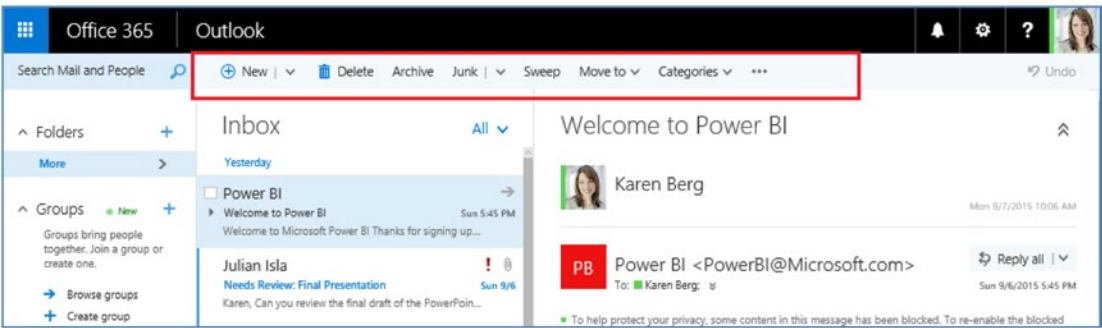 Office 365
Outlook
?
Search Mail and People
New | Delete Archive Junk | Sweep Move to Categories ...
Undo
Folders +
More
Groups New +
Groups bring people
together. Join a group or
create one.
Browse groups
Create group
Inbox
All
Yesterday
Power BI
Welcome to Power BI Sun 5:45 PM
Welcome to Microsoft Power BI Thanks for signing up...
Julian Isla !
Needs Review: Final Presentation Sun 9/6
Karen, Can you review the final draft of the PowerPoin...
Welcome to Power BI
Karen Berg
Mon 9/7/2015 10:06 AM
PB
Power BI <PowerBI@Microsoft.com>
Reply all |
To: Karen Berg;
Sun 9/6/2015 5:45 PM
To help protect your privacy, some content in this message has been blocked. To re-enable the blocked